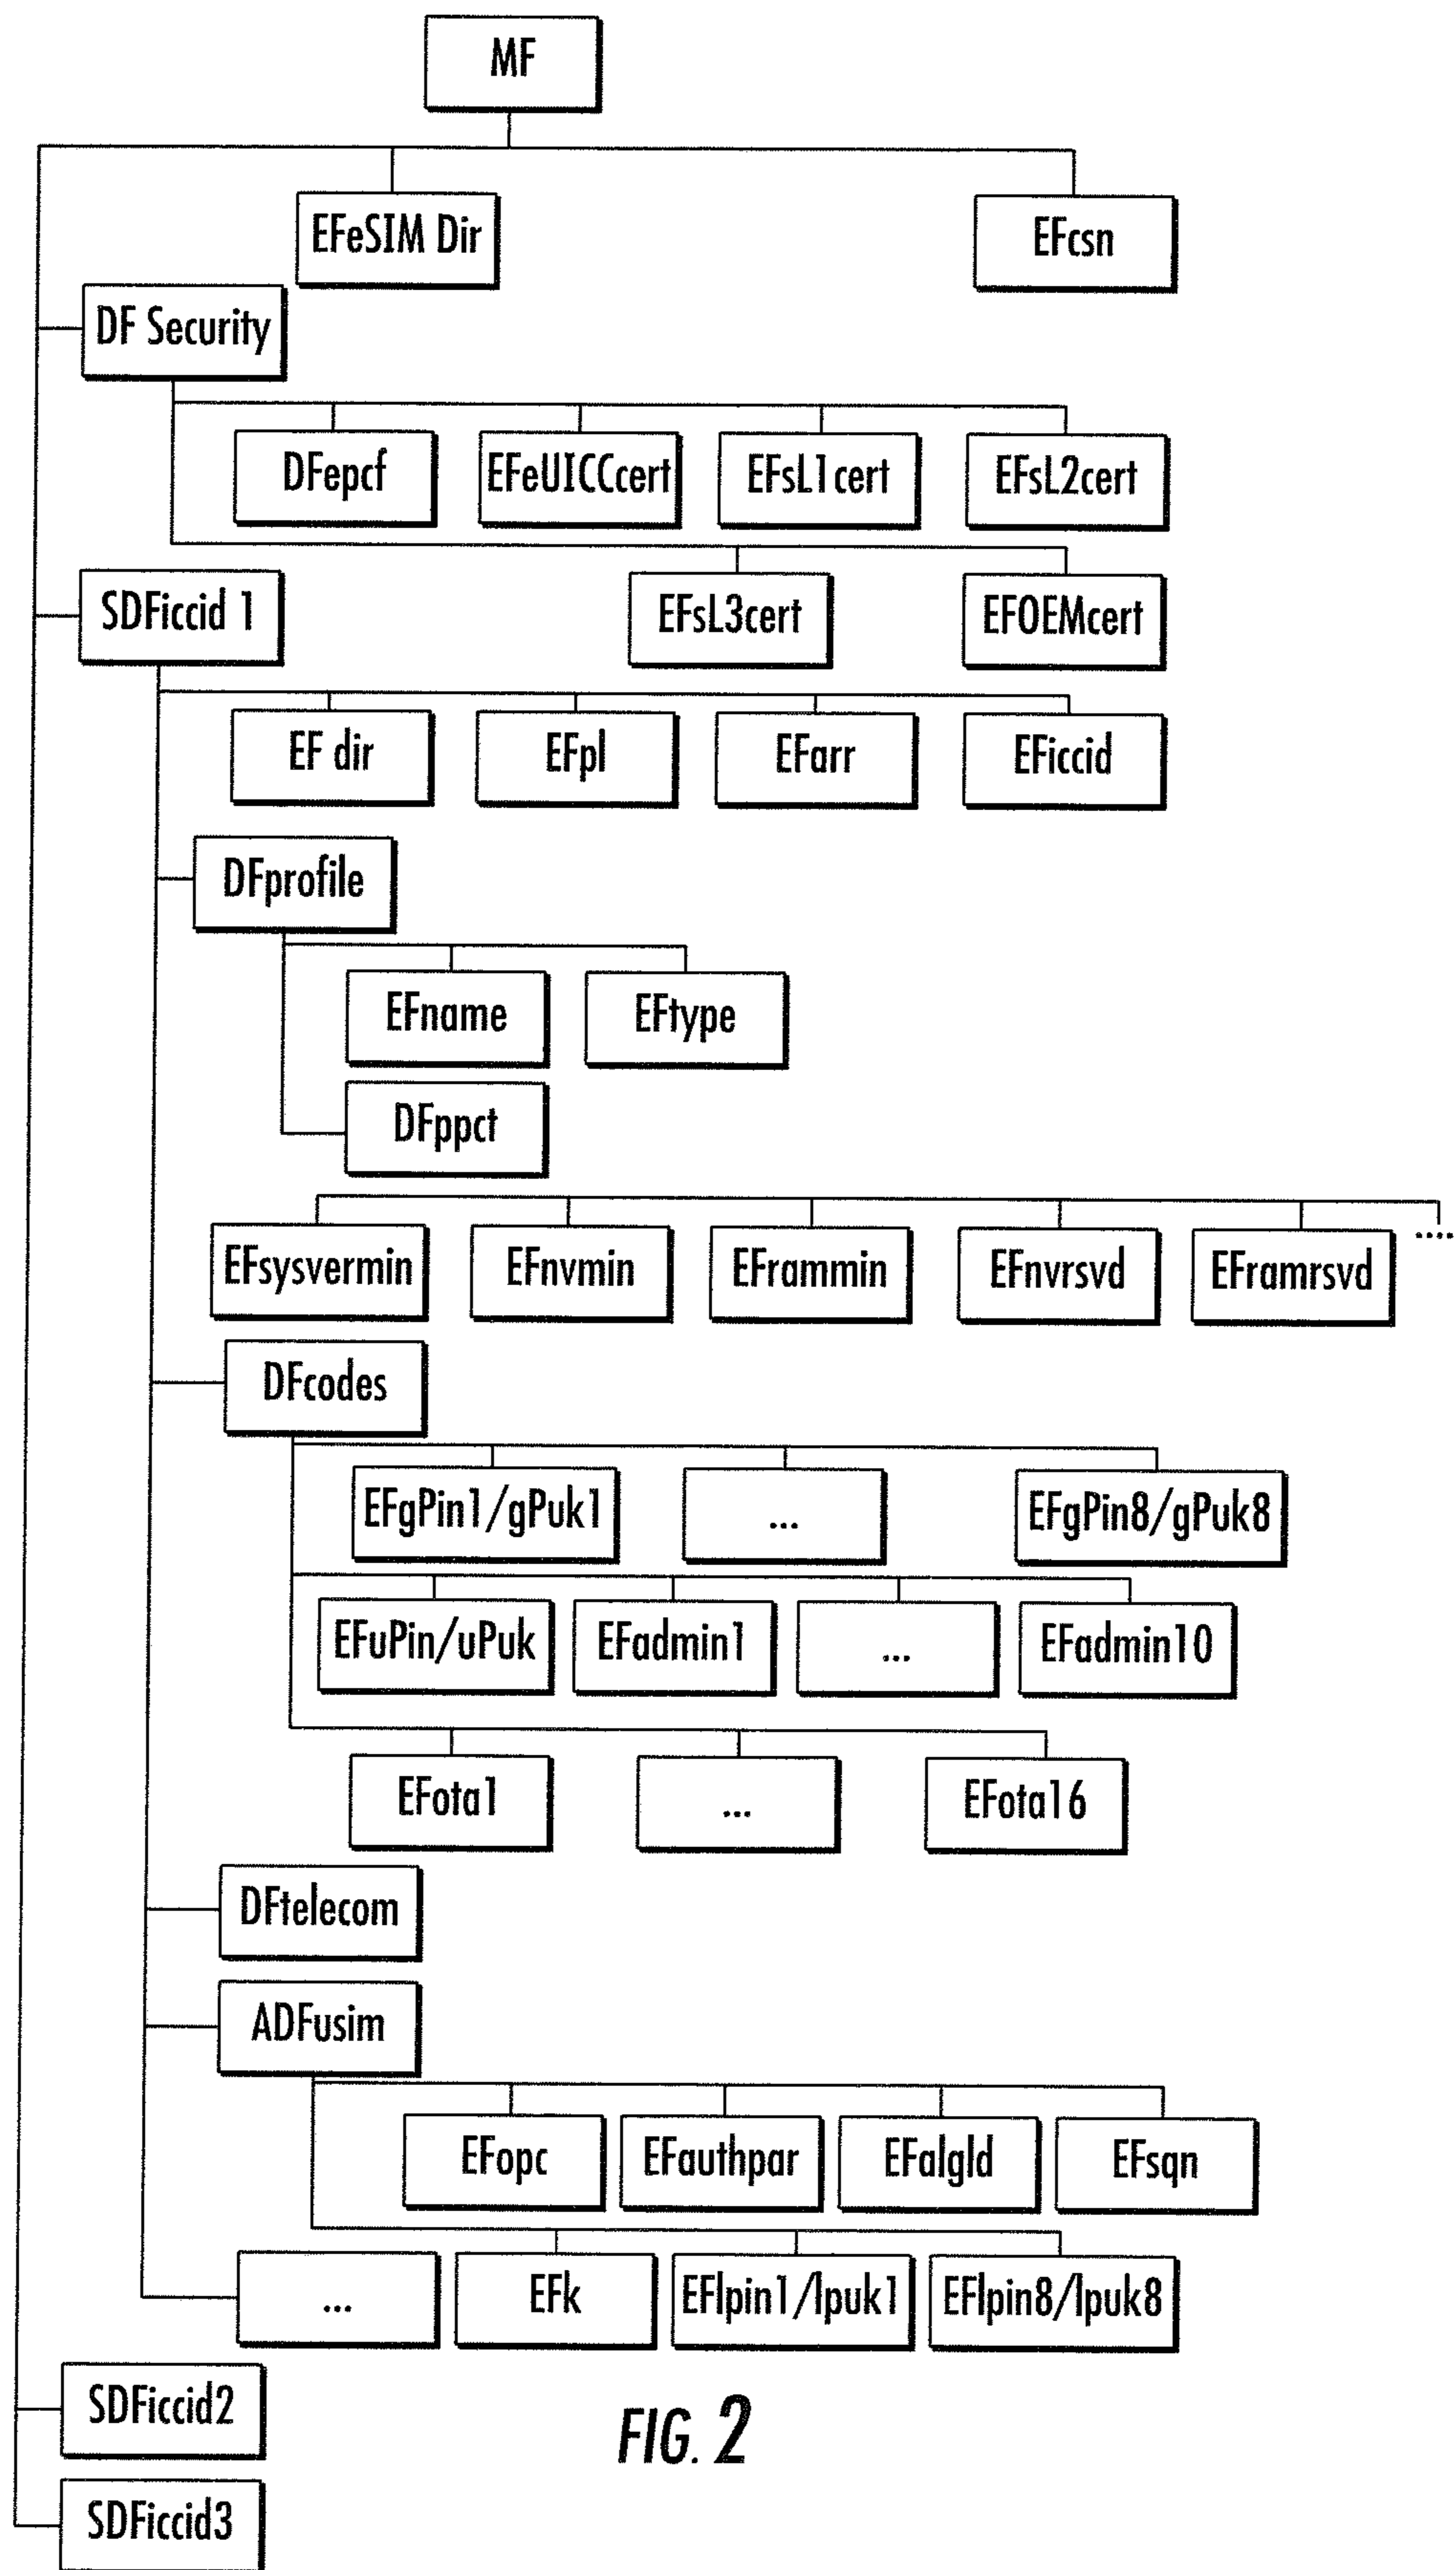 MF
EFeSIM Dir
EFcsn
DF Security
DFepcf
EFeUICCcert
EFsL1cert
EFsL2cert
SDFiccid 1
EFsL3cert
EFOEMcert
EF dir
EFpl
EFarr
EFiccid
DFprofile
EFname
EFtype
DFppct
....
EFsysvermin
EFnvmin
EFrammin
EFnvrsvd
EFramrsvd
DFcodes
EFgPin1/gPuk1
...
EFgPin8/gPuk8
EFuPin/uPuk
EFadmin1
...
EFadmin10
EFota1
...
EFota16
DFtelecom
ADFusim
EFopc
EFauthpar
EFalgId
EFsqn
...
EFk
EFlpin1/lpuk1
EFlpin8/lpuk8
SDFiccid2
FIG. 2
SDFiccid3